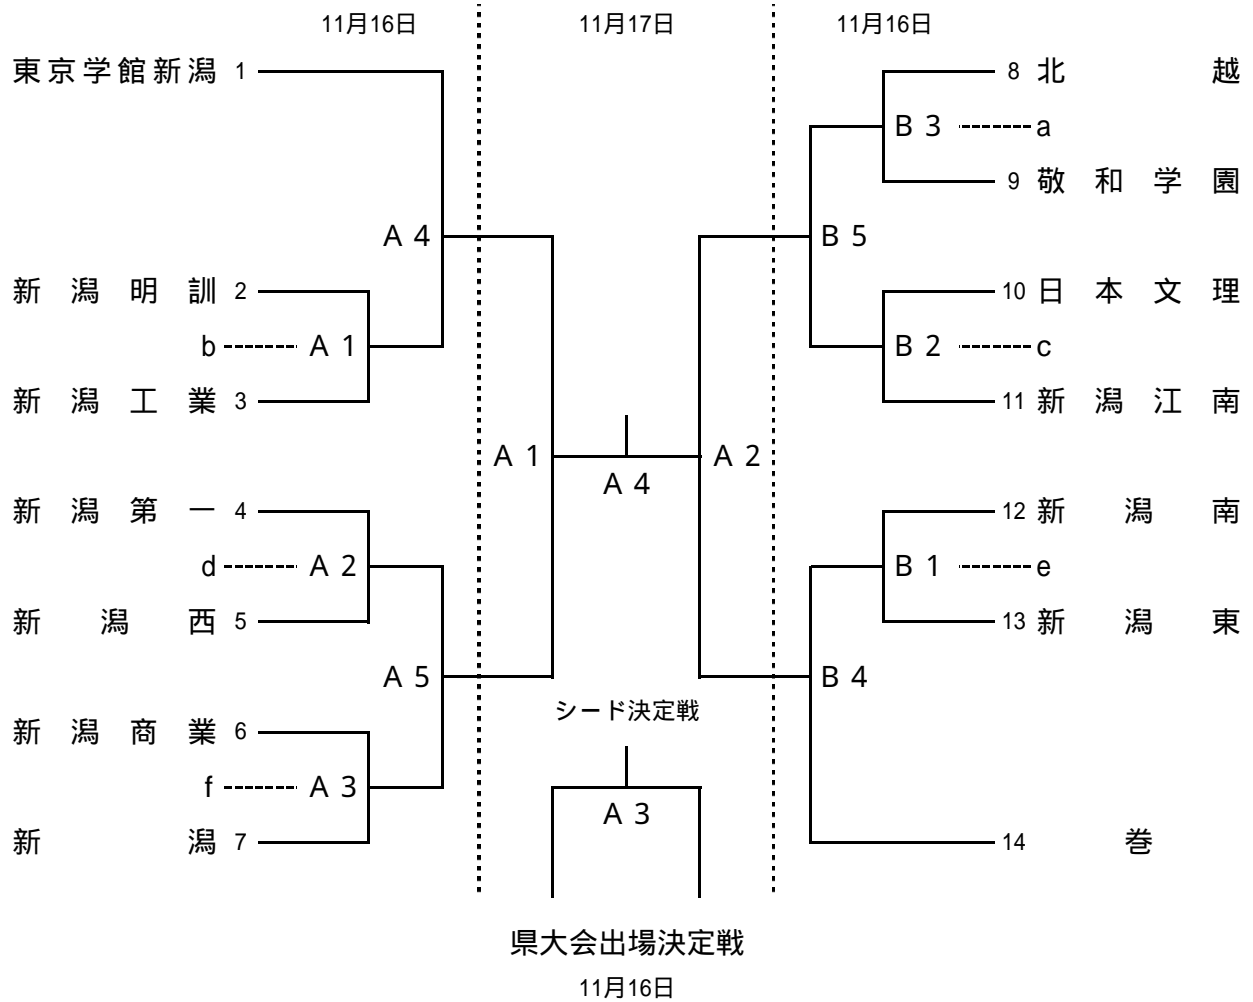 11月16日 11月17日 11月16日
東京学館新潟 1 8 北越
B 3 a
9 敬和学園
A 4 B 5
新潟明訓 2 10 日本文理
b A 1 B 2 c
新潟工業 3 11 新潟江南
A 1 A 2
A 4
新潟第一 4 12 新潟南
d A 2 B 1 e
新潟西 5 13 新潟東
A 5 B 4
シード決定戦
新潟商業 6
f A 3
A 3
新潟 7 14 巻
県大会出場決定戦
11月16日